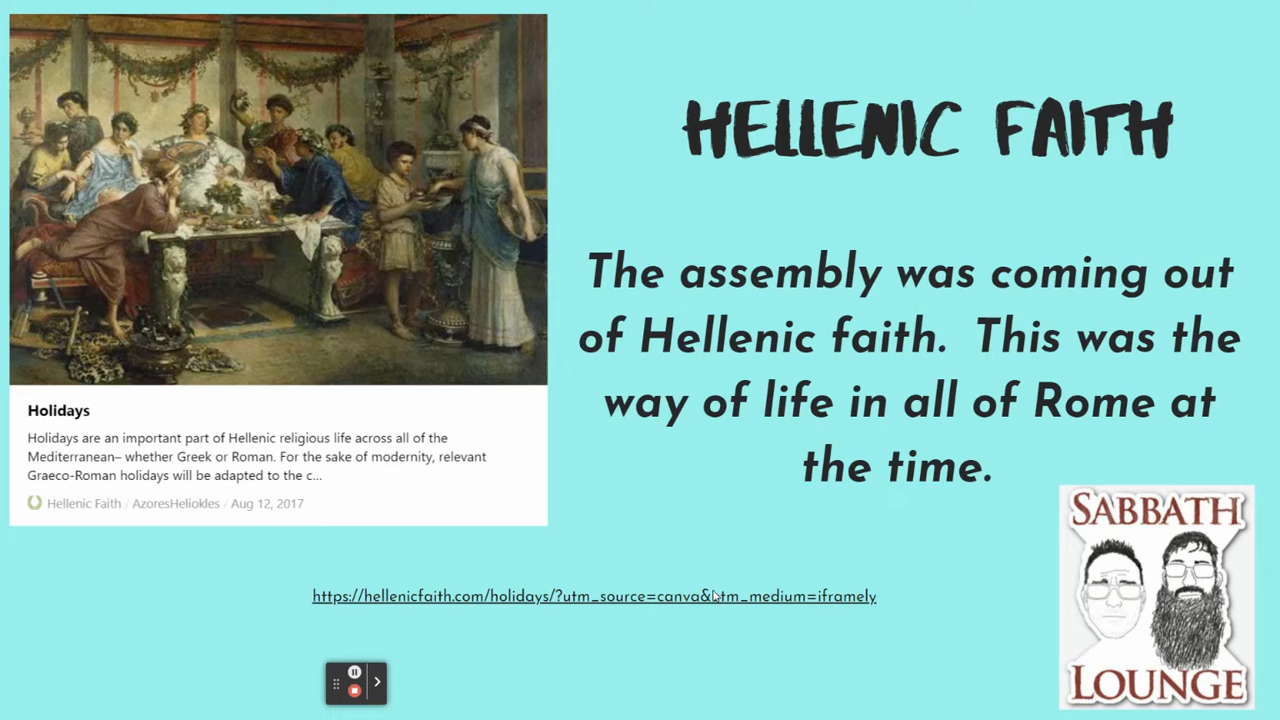 HELLENIC FAITH
The assembly was coming out
of Hellenic faith. This was the
way of life in all of Rome at
the time.
Holidays
Holidays are an important part of Hellenic religious life across all of the
Mediterranean– whether Greek or Roman. For the sake of modernity, relevant
Graeco-Roman holidays will be adapted to the c...
Hellenic Faith / AzoresHeliokles / Aug 12, 2017
https://hellenicfaith.com/holidays/?utm_source=canva&utm_medium=iframely
SABBATH
LOUNGE